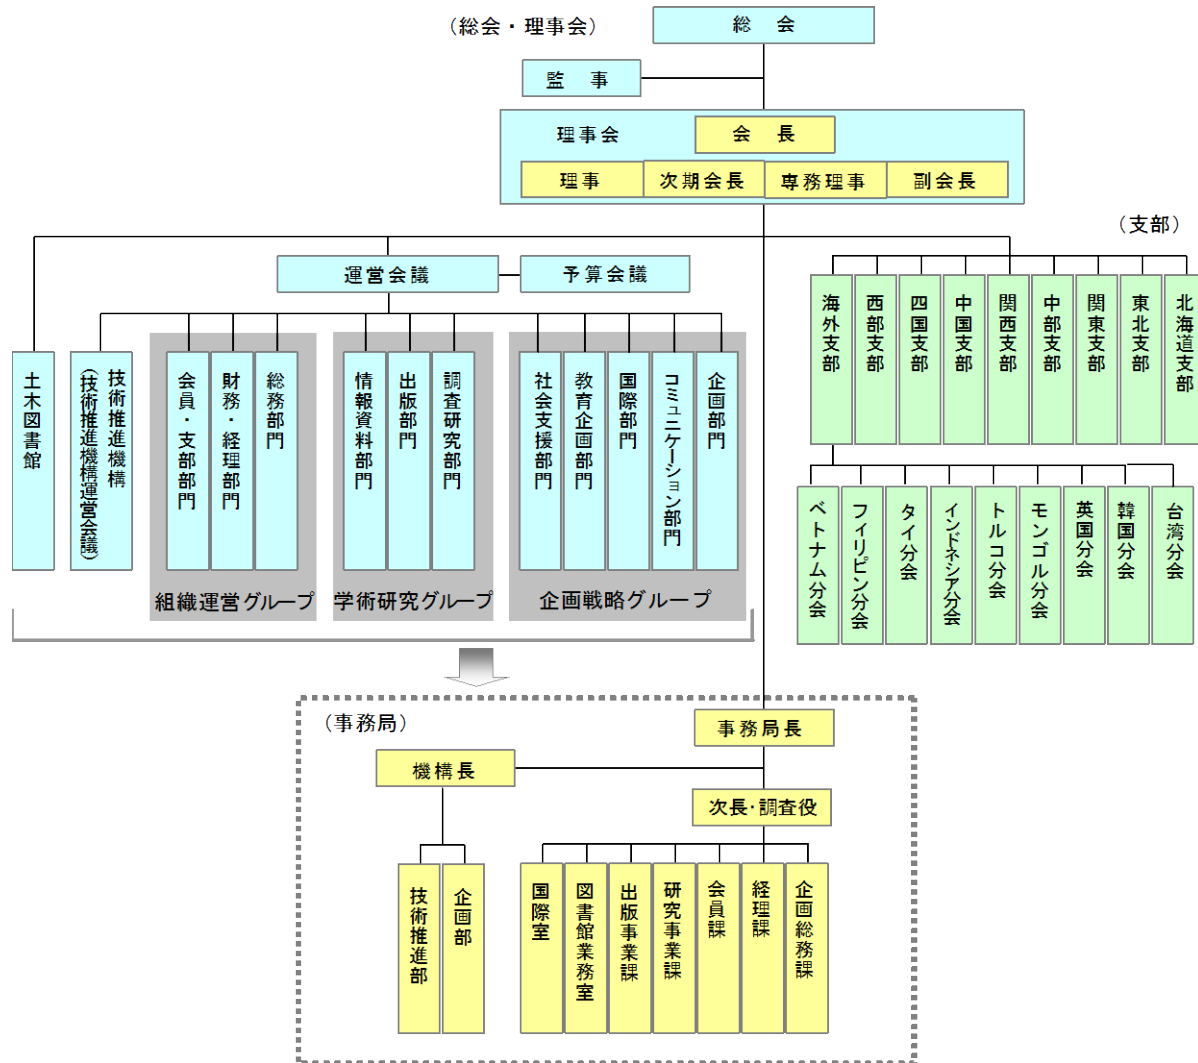 （総会・理事会）
総　会
監　事
理事会
会　長
理事
次期会長
専務理事
副会長
（支部）
運営会議
予算会議
土木図書館
技術推進機構
（技術推進機構運営会議）
会員・支部部門
財務・経理部門
総務部門
組織運営グループ
情報資料部門
出版部門
調査研究部門
学術研究グループ
社会支援部門
教育企画部門
国際部門
コミュニケーション部門
企画部門
企画戦略グループ
海外支部
西部支部
四国支部
中国支部
関西支部
中部支部
関東支部
東北支部
北海道支部
ベトナム分会
フィリピン分会
タイ分会
インドネシア分会
トルコ分会
モンゴル分会
英国分会
韓国分会
台湾分会
（事務局）
事務局長
機構長
次長・調査役
技術推進部
企画部
国際室
図書館業務室
出版事業課
研究事業課
会員課
経理課
企画総務課